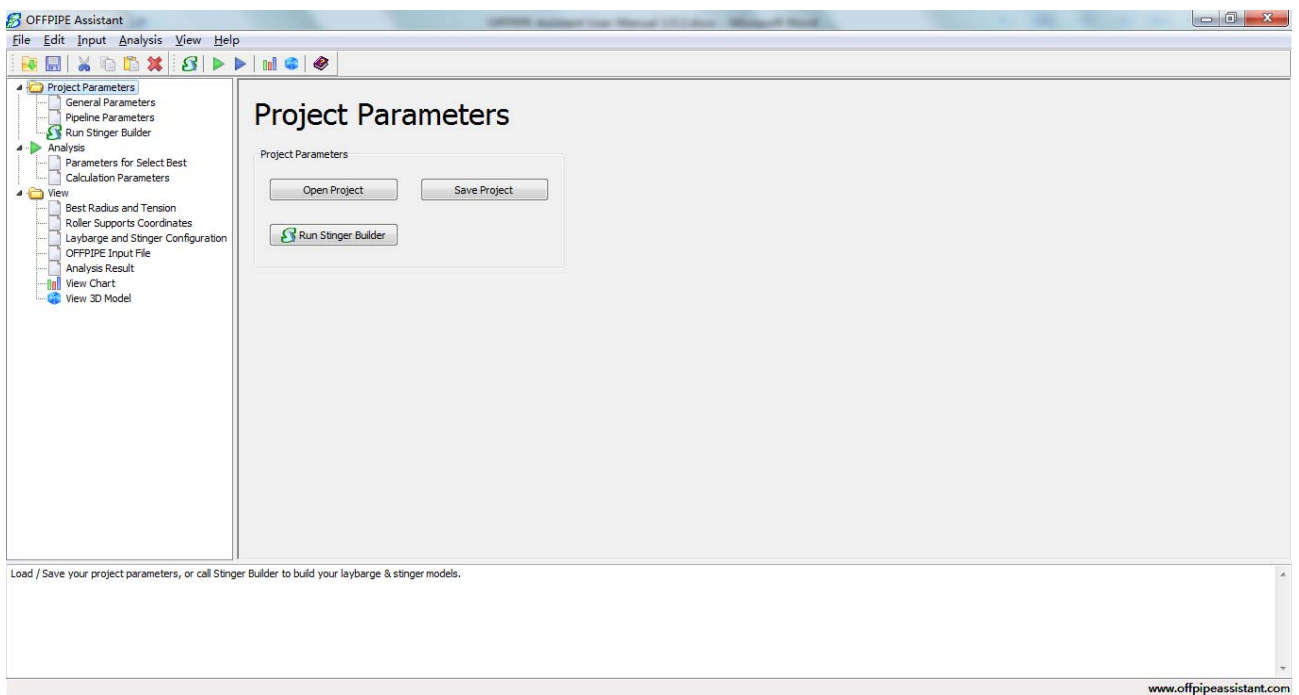 OFFPIPE Assistant
File Edit Input Analysis View Help
Project Parameters
General Parameters
Pipeline Parameters
Run Stinger Builder
Analysis
Parameters for Select Best
Calculation Parameters
View
Best Radius and Tension
Roller Supports Coordinates
Laybarge and Stinger Configuration
OFFPIPE Input File
Analysis Result
View Chart
View 3D Model
Project Parameters
Project Parameters
Open Project Save Project
Run Stinger Builder
Load / Save your project parameters, or call Stinger Builder to build your laybarge & stinger models.
www.offpipeassistant.com